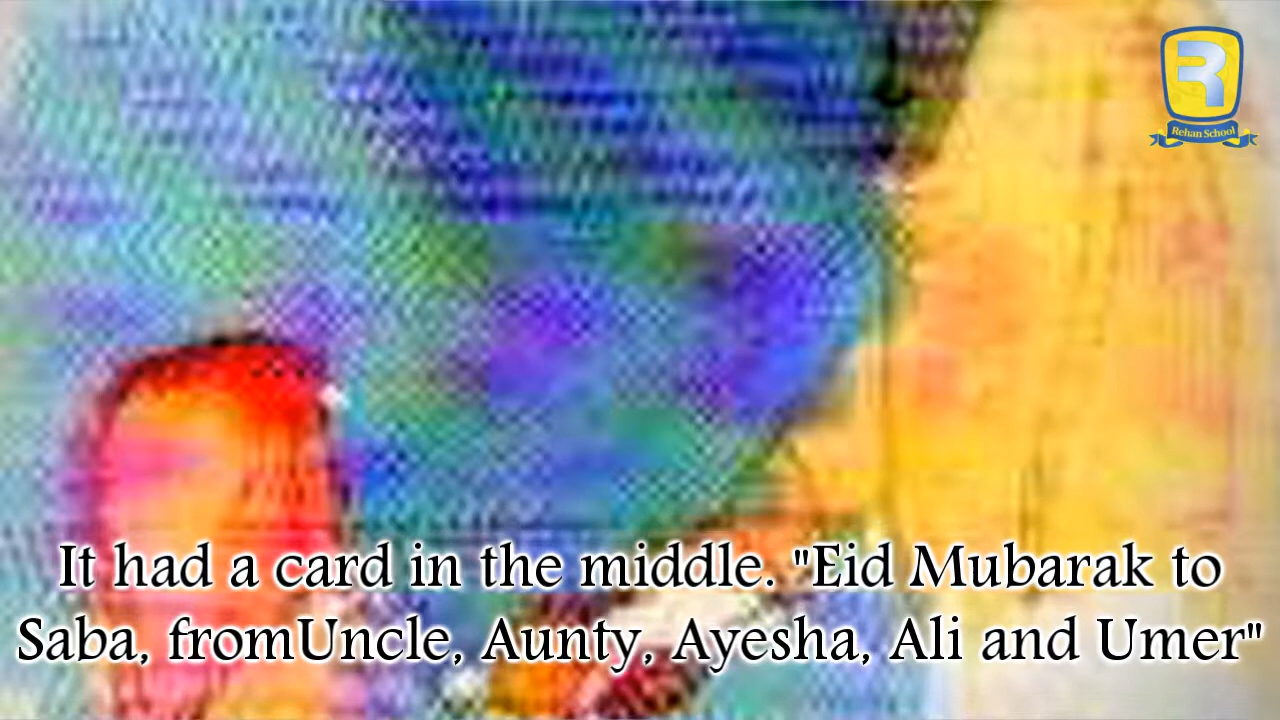 Rehan School
It had a card in the middle. "Eid Mubarak to
Saba, fromUncle, Aunty, Ayesha, Ali and Umer"